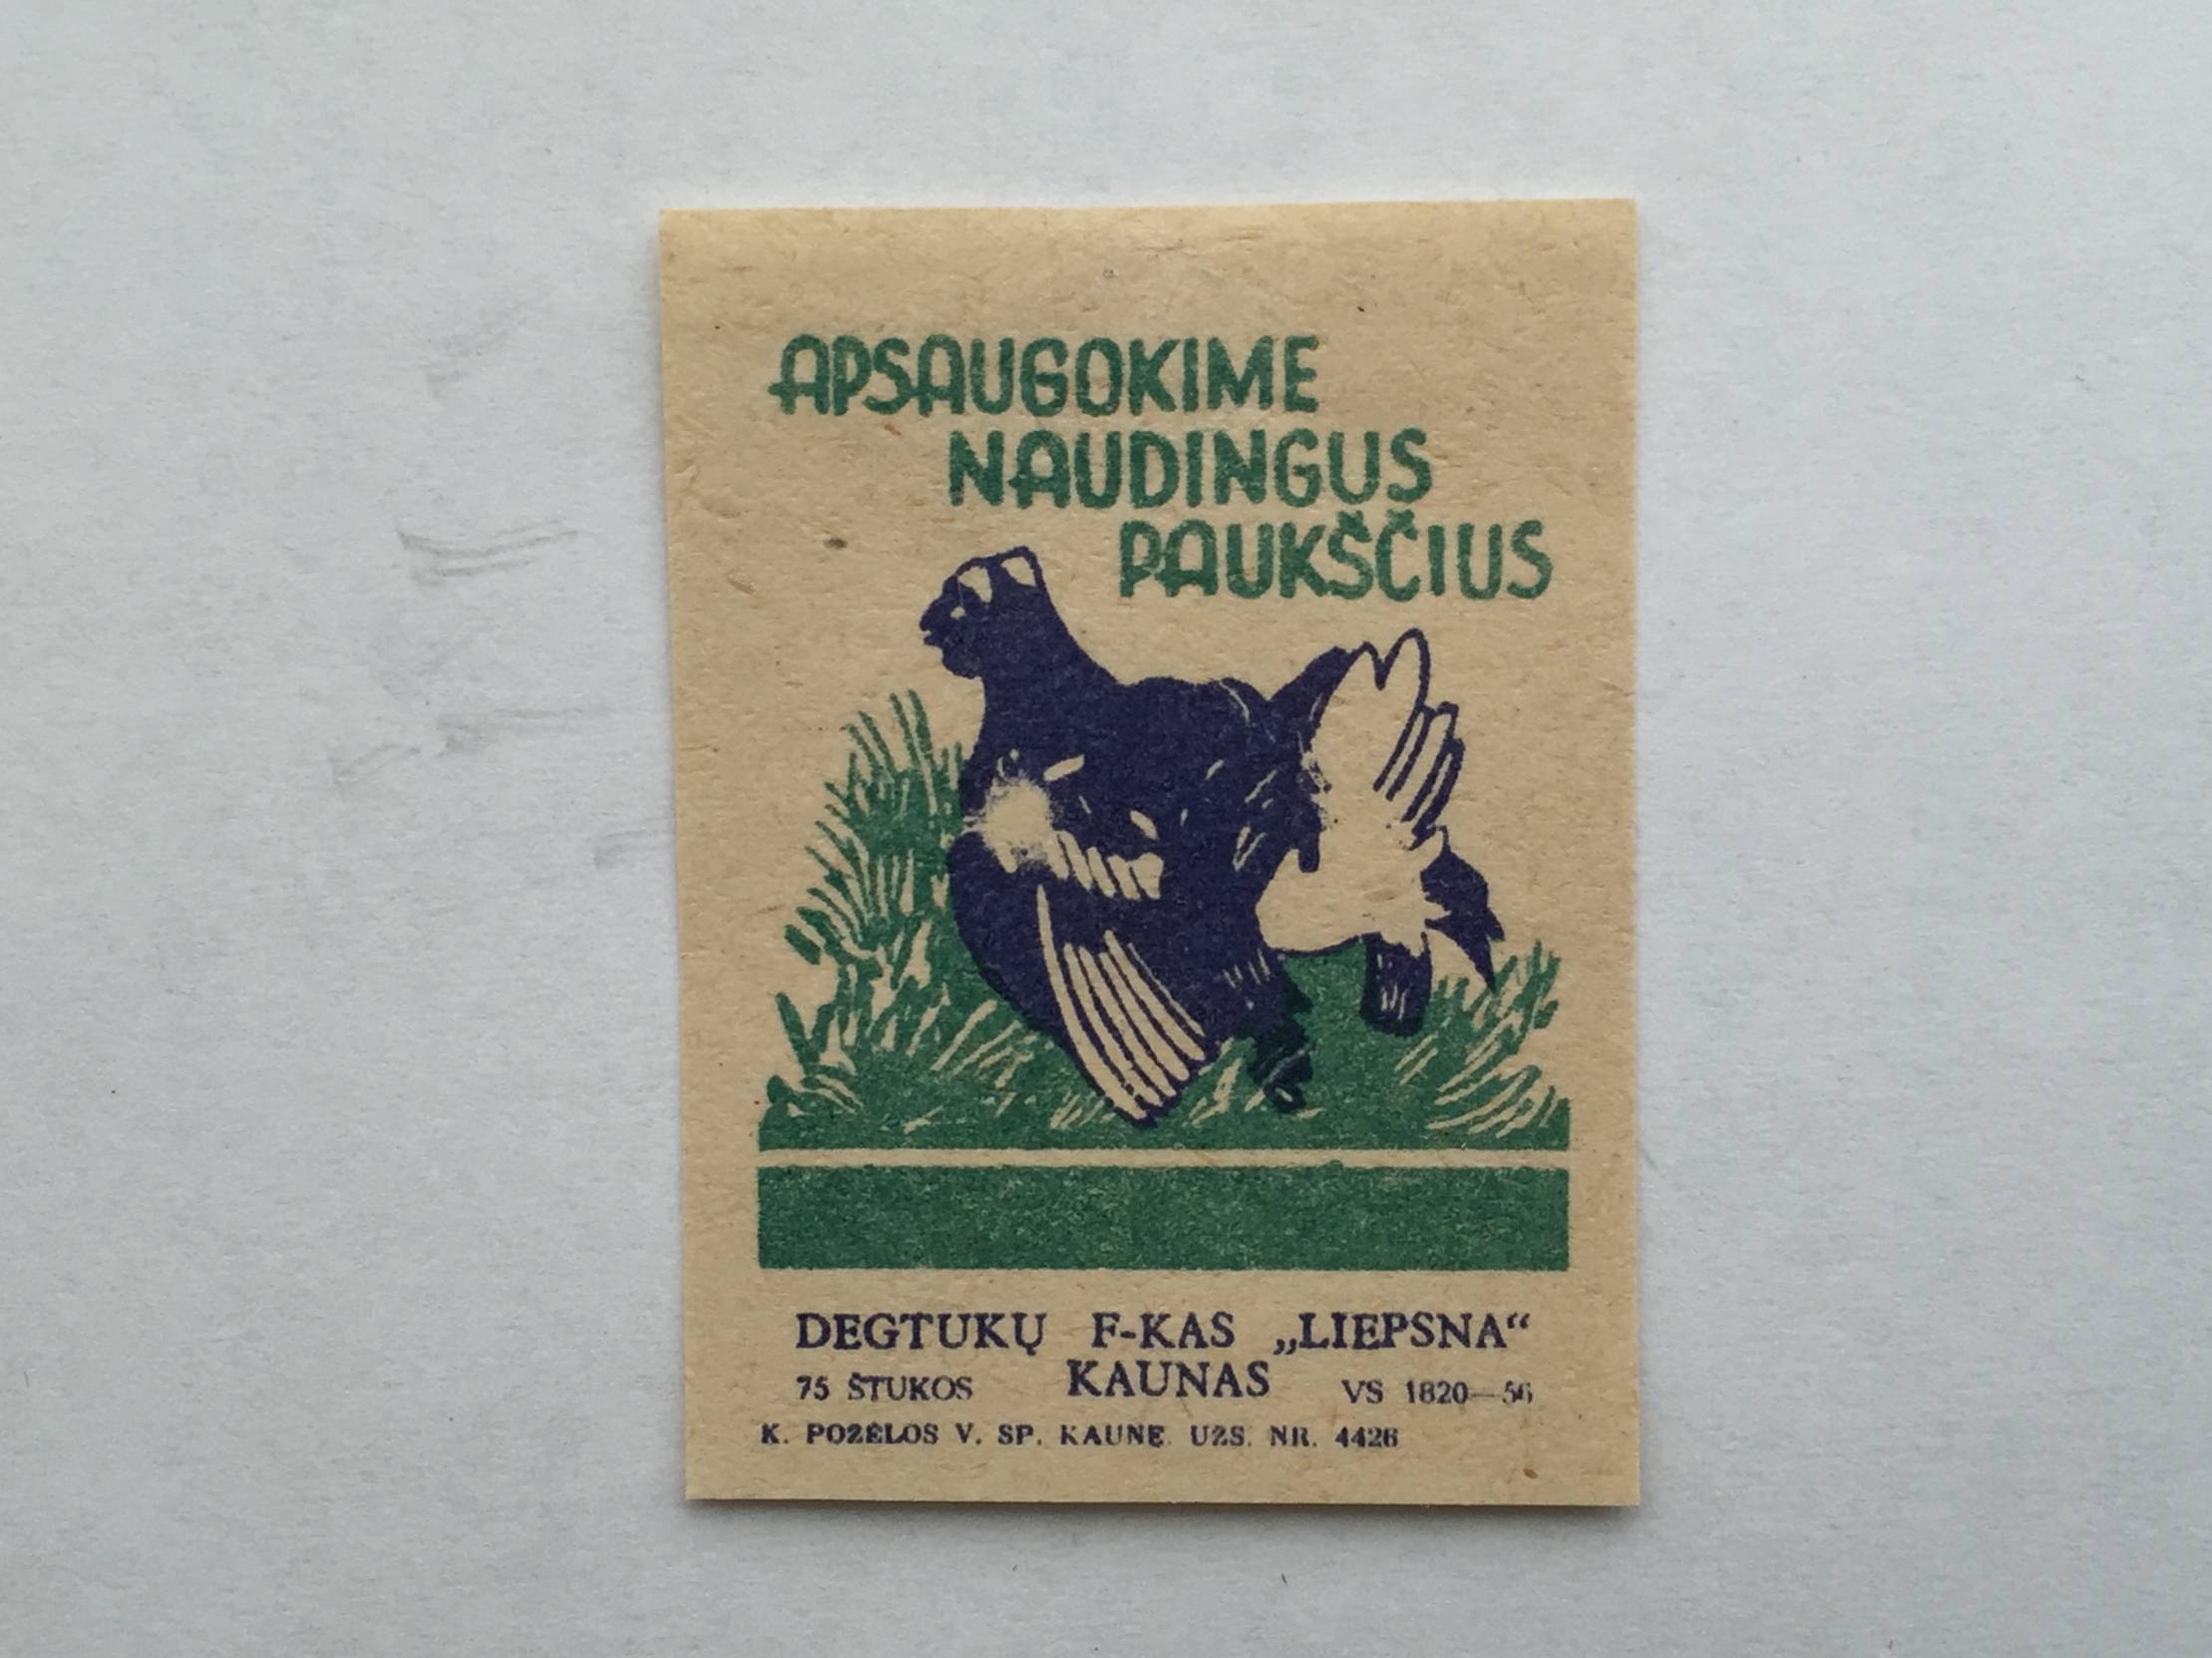 APSAUGOKIME
NAUDINGUS
PAUKŠČIUS
DEGTUKŲ F-KAS „LIEPSNA“
75 ŠTUKOS KAUNAS VS 1820—56
K. POŽĖLOS V. SP. KAUNE. UŽS. NR. 4426